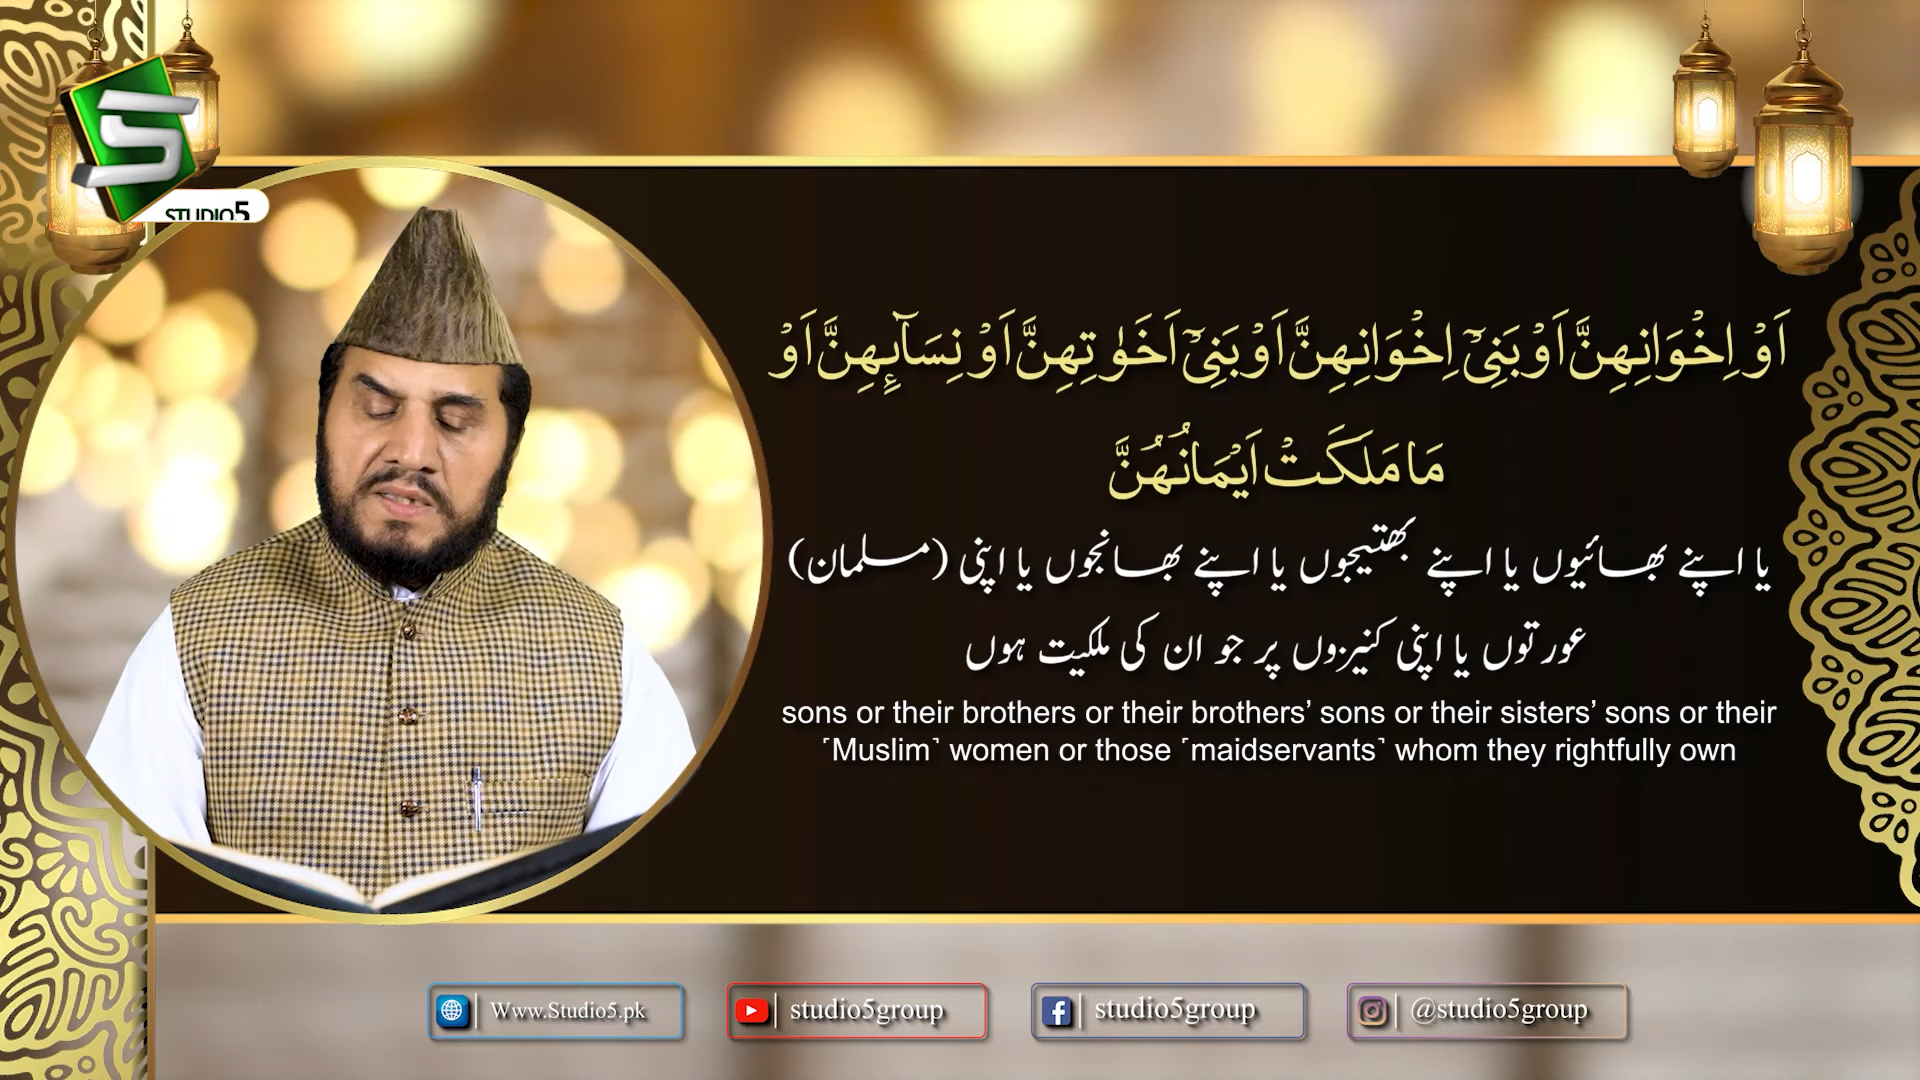 STUDIO5
اَوْ اِخْوَانِهِنَّ اَوْ بَنِیْۤ اِخْوَانِهِنَّ اَوْ بَنِیْۤ اَخَوٰتِهِنَّ اَوْ نِسَآىِٕهِنَّ اَوْ
مَا مَلَكَتْ اَیْمَانُهُنَّ
یا اپنے بھائیوں یا اپنے بھتیجوں یا اپنے بھانجوں یا اپنی (مسلمان)
عورتوں یا اپنی کنیزوں پر جو ان کی ملکیت ہوں
sons or their brothers or their brothers’ sons or their sisters’ sons or their
˹Muslim˺ women or those ˹maidservants˺ whom they rightfully own
Www.Studio5.pk
studio5group
studio5group
@studio5group